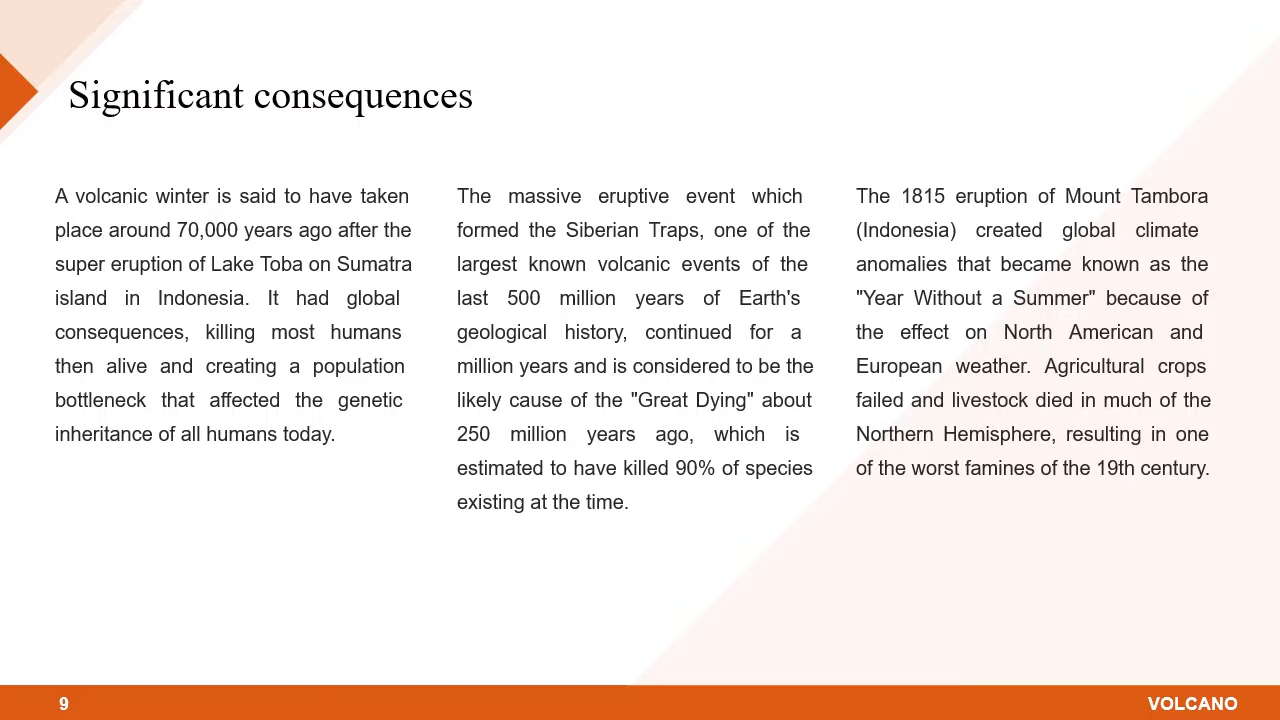 Significant consequences
A volcanic winter is said to have taken
place around 70,000 years ago after the
super eruption of Lake Toba on Sumatra
island in Indonesia. It had global
consequences, killing most humans
then alive and creating a population
bottleneck that affected the genetic
inheritance of all humans today.
The massive eruptive event which
formed the Siberian Traps, one of the
largest known volcanic events of the
last 500 million years of Earth's
geological history, continued for a
million years and is considered to be the
likely cause of the "Great Dying" about
250 million years ago, which is
estimated to have killed 90% of species
existing at the time.
The 1815 eruption of Mount Tambora
(Indonesia) created global climate
anomalies that became known as the
"Year Without a Summer" because of
the effect on North American and
European weather. Agricultural crops
failed and livestock died in much of the
Northern Hemisphere, resulting in one
of the worst famines of the 19th century.
9
VOLCANO